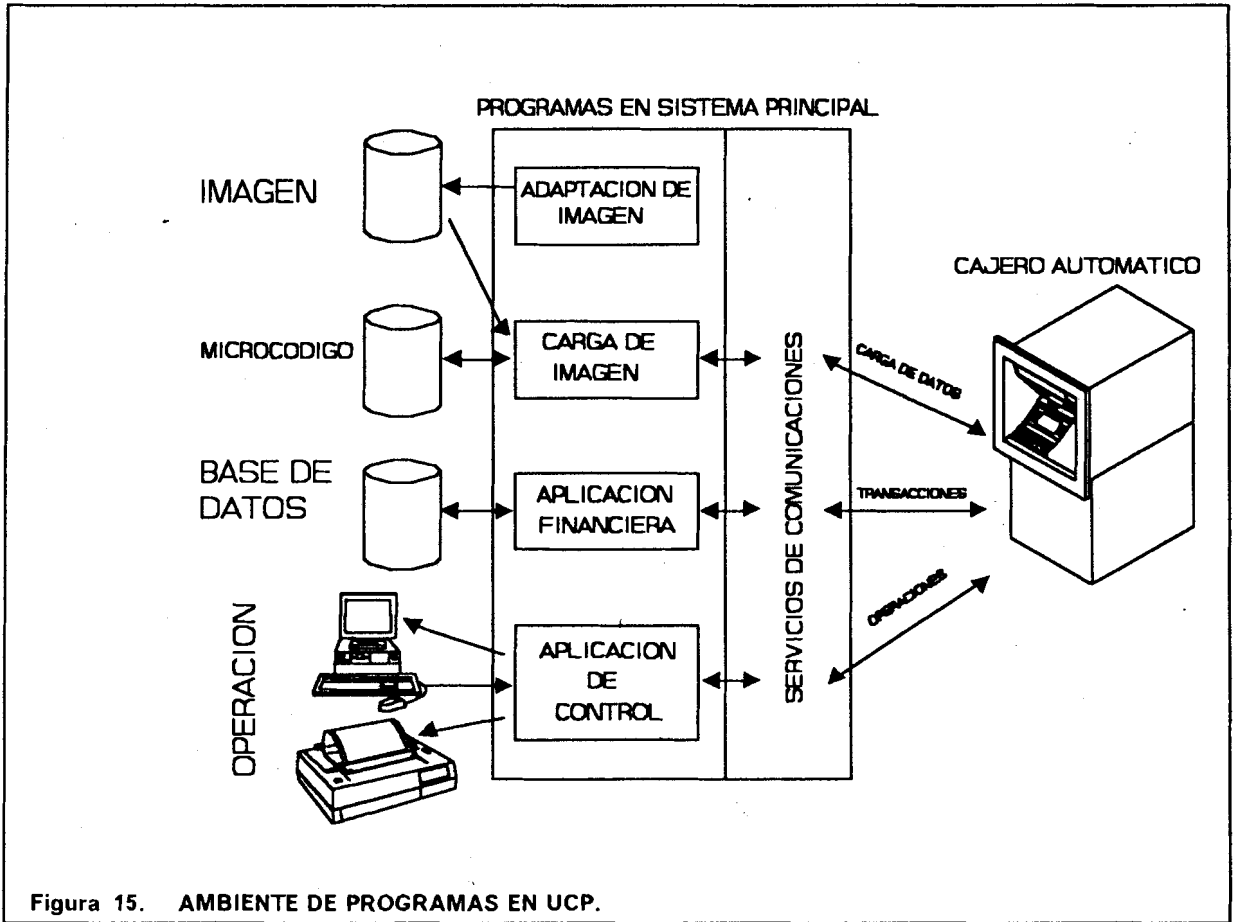 PROGRAMAS EN SISTEMA PRINCIPAL
IMAGEN
ADAPTACION DE
IMAGEN
CAJERO AUTOMATICO
MICROCODIGO
CARGA DE
IMAGEN
CARGA DE DATOS
BASE DE
DATOS
APLICACION
FINANCIERA
TRANSACCIONES
SERVICIOS DE COMUNICACIONES
OPERACIONES
OPERACION
APLICACION
DE
CONTROL
Figura 15. AMBIENTE DE PROGRAMAS EN UCP.